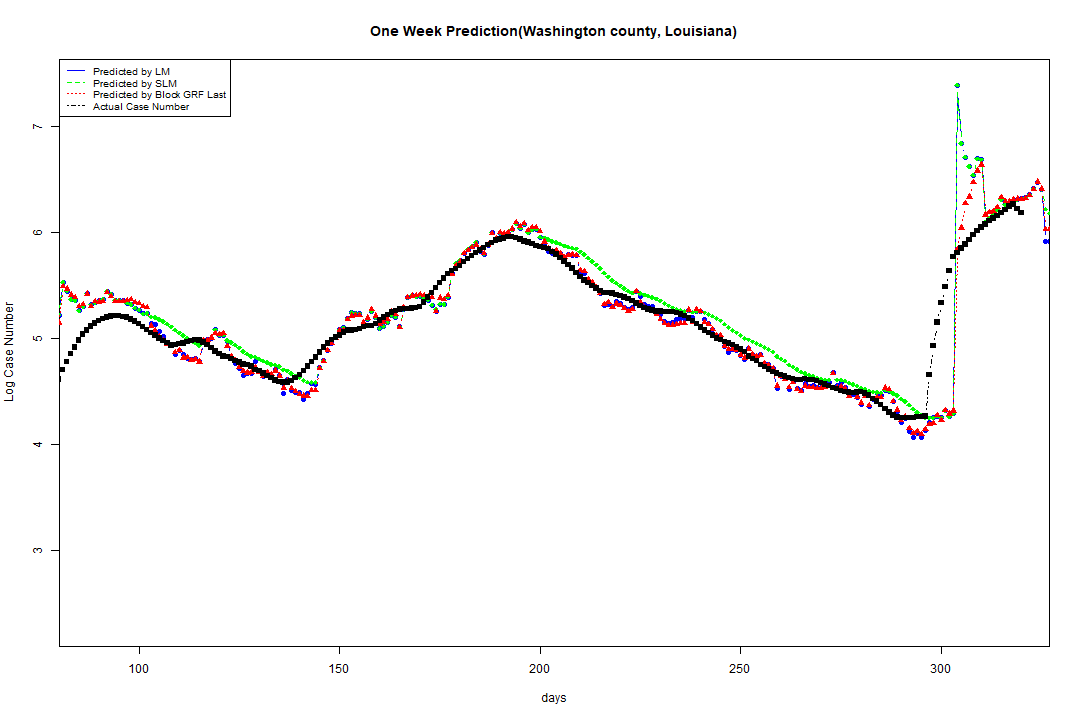 One Week Prediction(Washington county, Louisiana)
Predicted by LM
Predicted by SLM
Predicted by Block GRF Last
Actual Case Number
7
6
5
4
3
Log Case Number
100 150 200 250 300
days